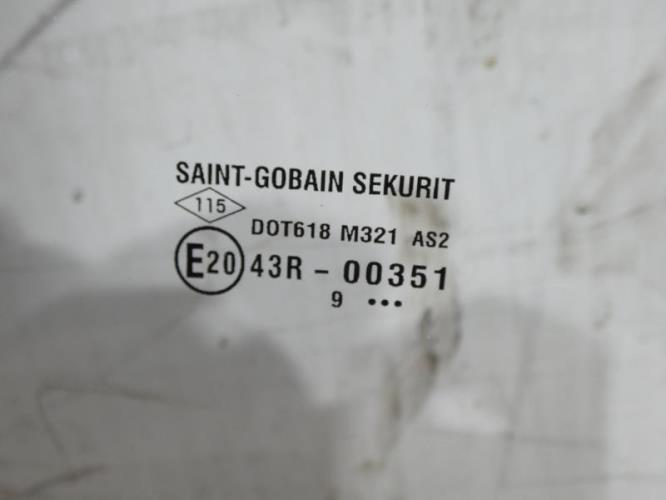 SAINT-GOBAIN SEKURIT
115
DOT618 M321 AS2
E20 43R - 00351
9 •••